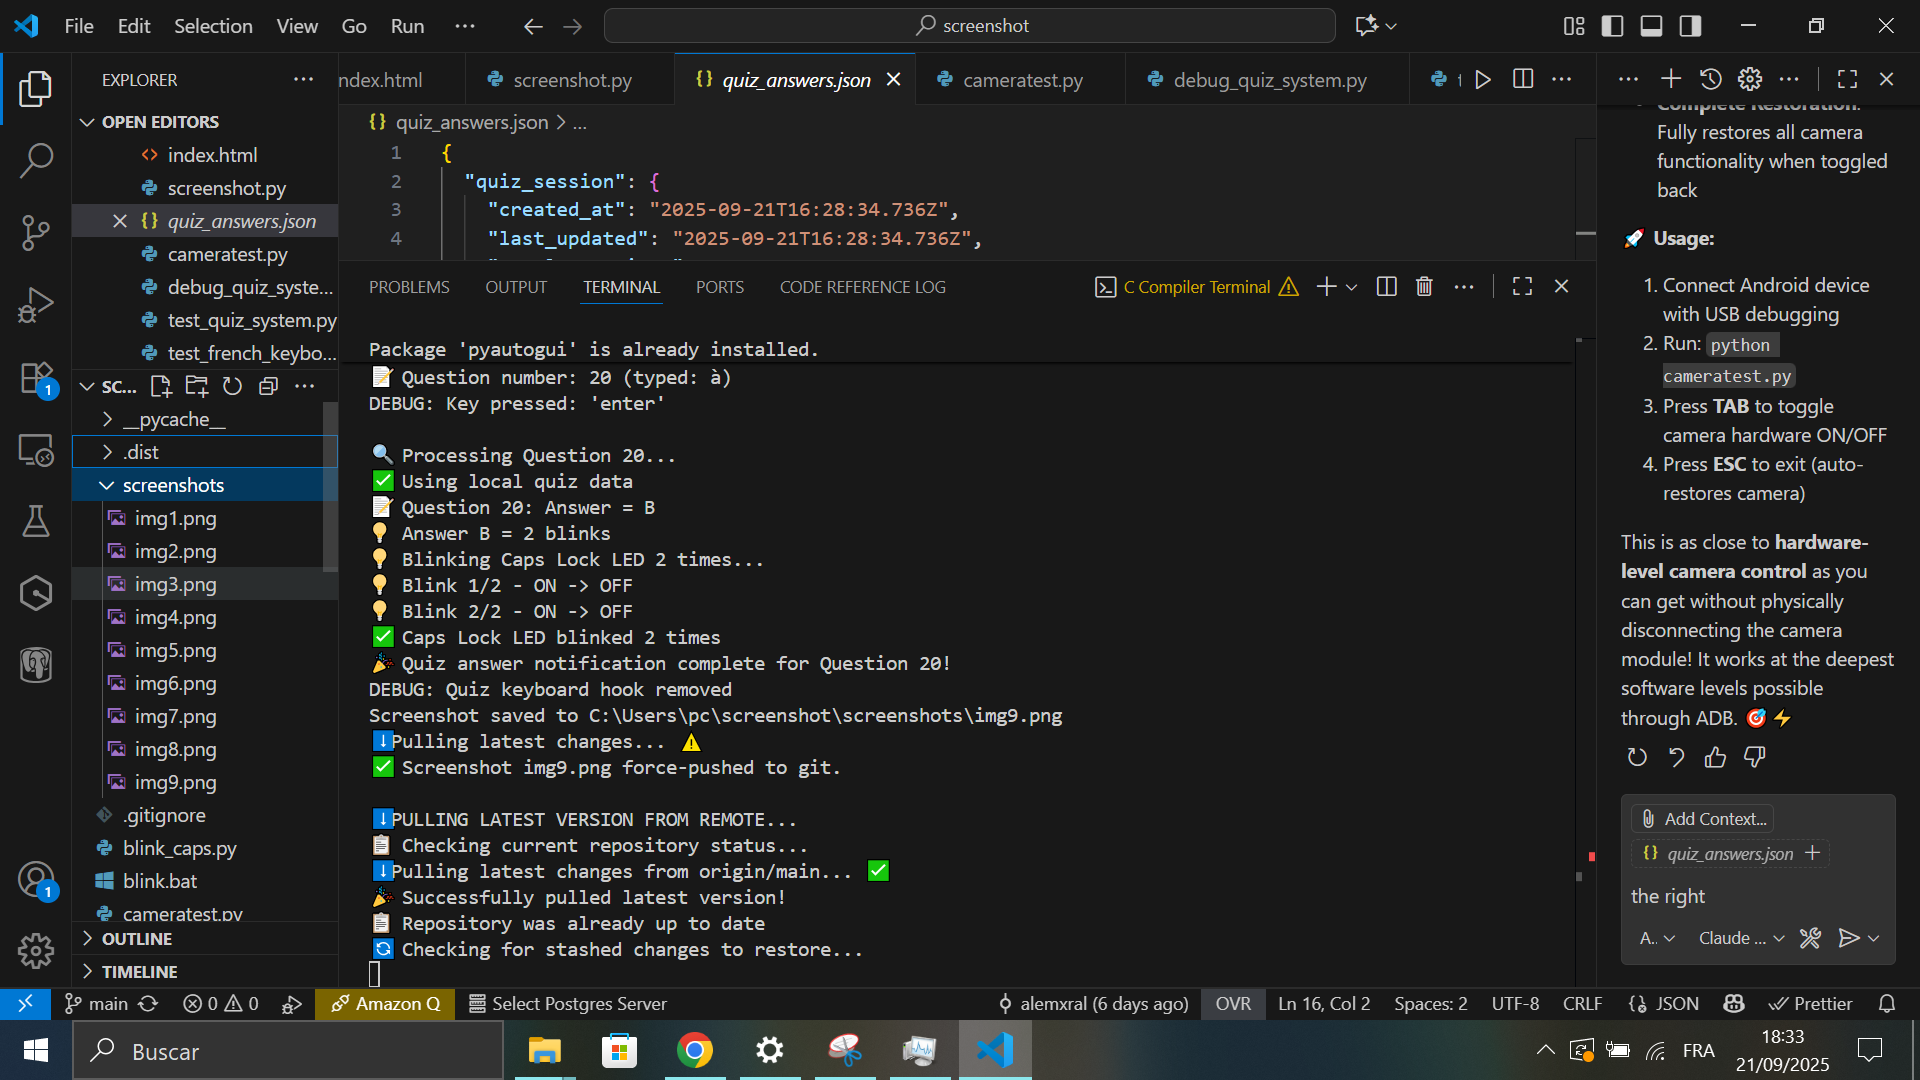 File Edit Selection View Go Run
screenshot
EXPLORER
OPEN EDITORS
index.html
screenshot.py
quiz_answers.json
cameratest.py
debug_quiz_syste...
test_quiz_system.py
test_french_keybo...
SC...
__pycache__
.dist
screenshots
img1.png
img2.png
img3.png
img4.png
img5.png
img6.png
img7.png
img8.png
img9.png
.gitignore
blink_caps.py
blink.bat
cameratest.py
OUTLINE
TIMELINE
ndex.html screenshot.py quiz_answers.json cameratest.py debug_quiz_system.py
quiz_answers.json > ...
1 {
2 "quiz_session": {
3 "created_at": "2025-09-21T16:28:34.736Z",
4 "last_updated": "2025-09-21T16:28:34.736Z",
PROBLEMS OUTPUT TERMINAL PORTS CODE REFERENCE LOG C Compiler Terminal
Package 'pyautogui' is already installed.
📝 Question number: 20 (typed: à)
DEBUG: Key pressed: 'enter'
🔍 Processing Question 20...
✅ Using local quiz data
📝 Question 20: Answer = B
💡 Answer B = 2 blinks
💡 Blinking Caps Lock LED 2 times...
💡 Blink 1/2 - ON -> OFF
💡 Blink 2/2 - ON -> OFF
✅ Caps Lock LED blinked 2 times
🎉 Quiz answer notification complete for Question 20!
DEBUG: Quiz keyboard hook removed
Screenshot saved to C:\Users\pc\screenshot\screenshots\img9.png
⬇️Pulling latest changes... ⚠️
✅ Screenshot img9.png force-pushed to git.
⬇️PULLING LATEST VERSION FROM REMOTE...
📋 Checking current repository status...
⬇️Pulling latest changes from origin/main... ✅
🎉 Successfully pulled latest version!
📋 Repository was already up to date
🔄 Checking for stashed changes to restore...
Complete Restoration:
Fully restores all camera
functionality when toggled
back
🚀 Usage:
1. Connect Android device
with USB debugging
2. Run: python
cameratest.py
3. Press TAB to toggle
camera hardware ON/OFF
4. Press ESC to exit (auto-
restores camera)
This is as close to hardware-
level camera control as you
can get without physically
disconnecting the camera
module! It works at the deepest
software levels possible
through ADB. 🎯⚡
Add Context...
quiz_answers.json +
the right
A.. Claude ...
1
1
main 0 0 Amazon Q Select Postgres Server alemxral (6 days ago) OVR Ln 16, Col 2 Spaces: 2 UTF-8 CRLF JSON Prettier
Buscar
FRA
18:33
21/09/2025